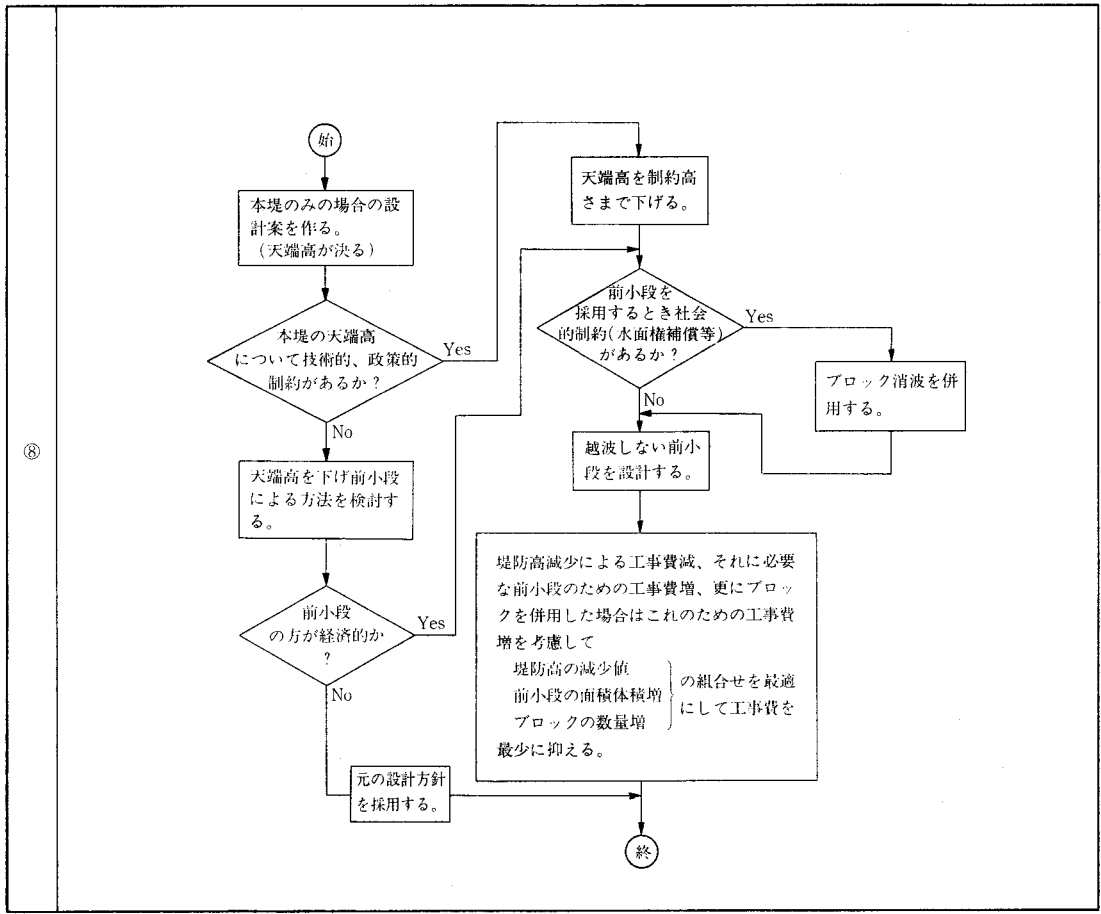 ⑧
始
本堤のみの場合の設
計案を作る。
(天端高が決る)
本堤の天端高
について技術的、政策的
制約があるか?
Yes
No
天端高を下げ前小段
による方法を検討す
る。
前小段
の方が経済的か
?
Yes
No
元の設計方針
を採用する。
天端高を制約高
さまで下げる。
前小段を
採用するとき社会
的制約(水面権補償等)
があるか?
Yes
No
ブロック消波を併
用する。
越波しない前小
段を設計する。
堤防高減少による工事費減、それに必要
な前小段のための工事費増、更にブロッ
クを併用した場合はこれのための工事費
増を考慮して
堤防高の減少値
前小段の面積体積増
ブロックの数量増
の組合せを最適
にして工事費を
最少に抑える。
終